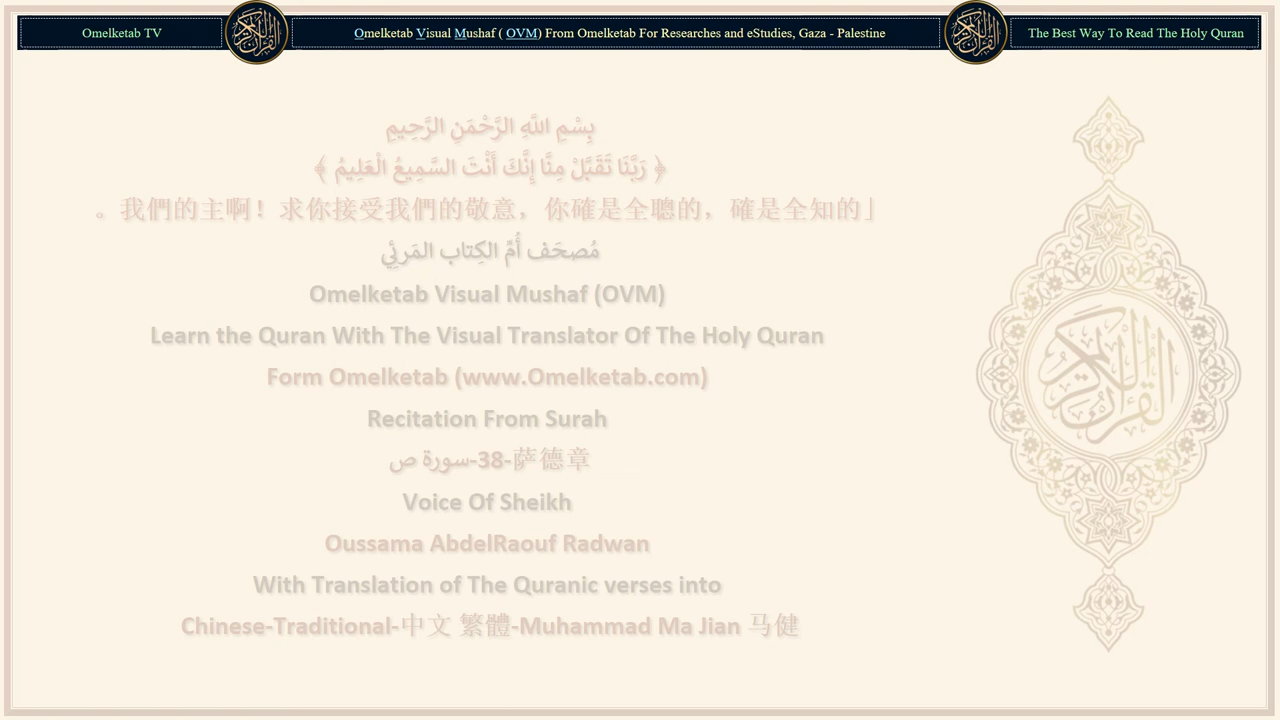 Omelketab TV
Omelketab Visual Mushaf ( OVM) From Omelketab For Researches and eStudies, Gaza - Palestine
The Best Way To Read The Holy Quran
بِسْمِ اللَّهِ الرَّحْمَنِ الرَّحِيمِ
﴿ رَبَّنَا تَقَبَّلْ مِنَّا إِنَّكَ أَنْتَ السَّمِيعُ الْعَلِيمُ ﴾
。我們的主啊！求你接受我們的敬意，你確是全聰的，確是全知的」
مُصحَف أُمِّ الكِتاب المَرئِي
Omelketab Visual Mushaf (OVM)
Learn the Quran With The Visual Translator Of The Holy Quran
Form Omelketab (www.Omelketab.com)
Recitation From Surah
سورة ص-38-萨德章
Voice Of Sheikh
Oussama AbdelRaouf Radwan
With Translation of The Quranic verses into
Chinese-Traditional-中文 繁體-Muhammad Ma Jian 马健
القرآن الكريم